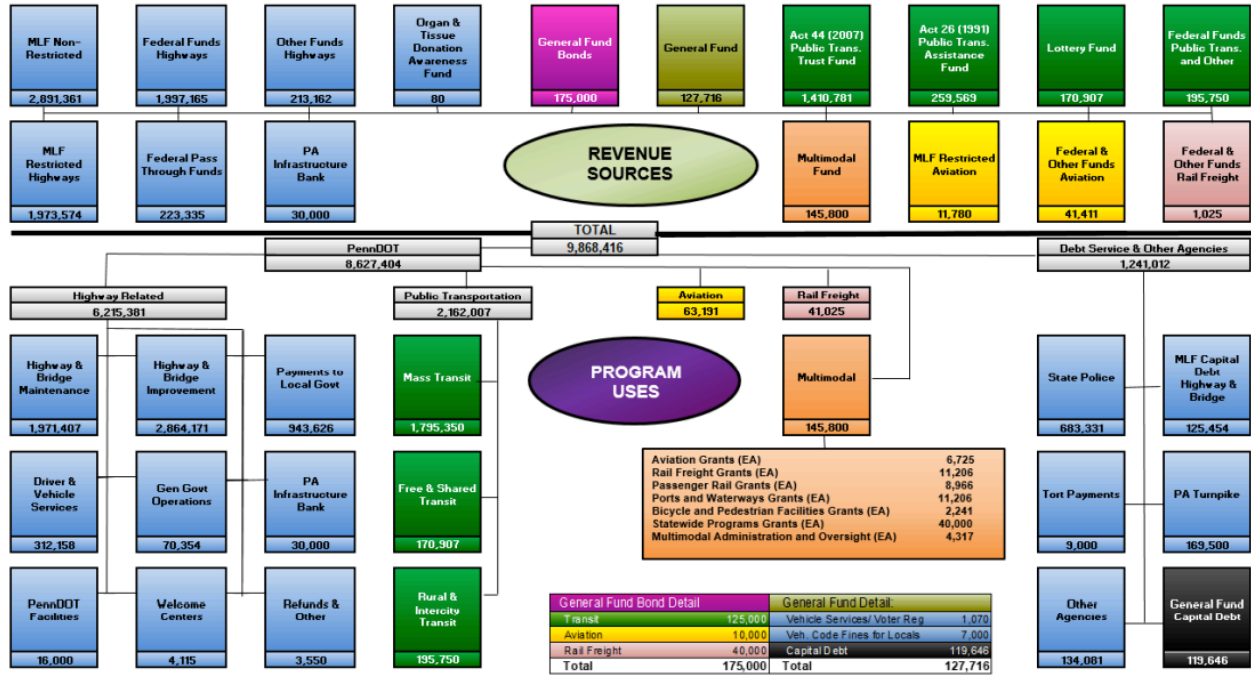 MLF Non-
Restricted
2,891,361
Federal Funds
Highways
1,997,165
Other Funds
Highways
213,162
Organ &
Tissue
Donation
Awareness
Fund
80
General Fund
Bonds
175,000
General Fund
127,716
Act 44 (2007)
Public Trans.
Trust Fund
1,410,781
Act 26 (1991)
Public Trans.
Assistance
Fund
259,569
Lottery Fund
170,907
Federal Funds
Public Trans.
and Other
195,750
MLF
Restricted
Highways
1,973,574
Federal Pass
Through Funds
223,335
PA
Infrastructure
Bank
30,000
REVENUE
SOURCES
Multimodal
Fund
145,800
MLF Restricted
Aviation
11,780
Federal &
Other Funds
Aviation
41,411
Federal &
Other Funds
Rail Freight
1,025
TOTAL
9,868,416
PennDOT
8,627,404
Debt Service & Other Agencies
1,241,012
Highway Related
6,215,381
Public Transportation
2,162,007
Aviation
63,191
Rail Freight
41,025
Highway &
Bridge
Maintenance
1,971,407
Highway &
Bridge
Improvement
2,864,171
Payments to
Local Govt
943,626
Mass Transit
1,795,350
PROGRAM
USES
Multimodal
145,800
State Police
683,331
MLF Capital
Debt
Highway &
Bridge
125,454
Driver &
Vehicle
Services
312,158
Gen Govt
Operations
70,354
PA
Infrastructure
Bank
30,000
Free & Shared
Transit
170,907
Aviation Grants (EA) 6,725
Rail Freight Grants (EA) 11,206
Passenger Rail Grants (EA) 8,966
Ports and Waterways Grants (EA) 11,206
Bicycle and Pedestrian Facilities Grants (EA) 2,241
Statewide Programs Grants (EA) 40,000
Multimodal Administration and Oversight (EA) 4,317
Tort Payments
9,000
PA Turnpike
169,500
PennDOT
Facilities
16,000
Welcome
Centers
4,115
Refunds &
Other
3,550
Rural &
Intercity
Transit
195,750
General Fund Bond Detail
Transit 125,000
Aviation 10,000
Rail Freight 40,000
Total 175,000
General Fund Detail:
Vehicle Services/ Voter Reg 1,070
Veh. Code Fines for Locals 7,000
Capital Debt 119,646
Total 127,716
Other
Agencies
134,081
General Fund
Capital Debt
119,646